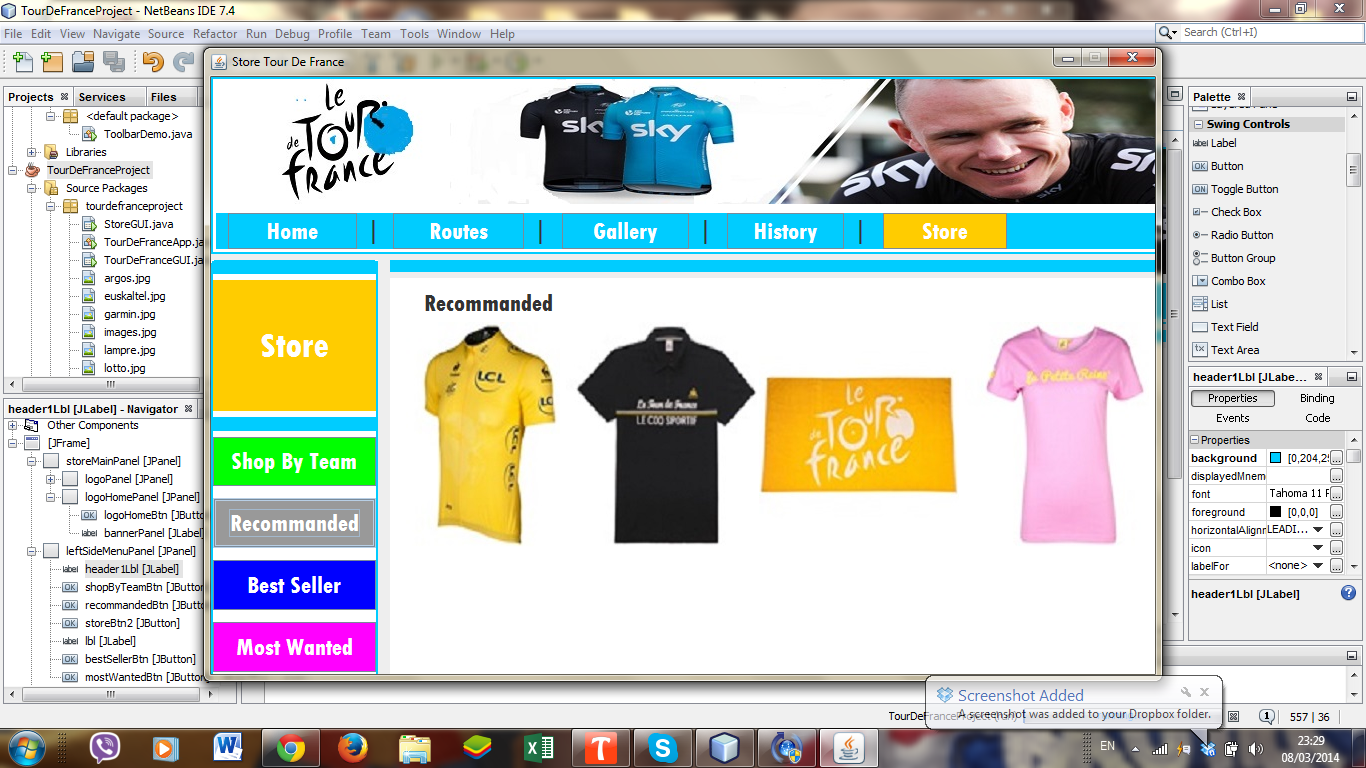 TourDeFranceProject - NetBeans IDE 7.4
File Edit View Navigate Source Refactor Run Debug Profile Team Tools Window Help
Search (Ctrl+I)
Projects Services Files
<default package>
ToolbarDemo.java
Libraries
TourDeFranceProject
Source Packages
tourdefranceproject
StoreGUI.java
TourDeFranceApp.ja
TourDeFranceGUI.ja
argos.jpg
euskaltel.jpg
garmin.jpg
images.jpg
lampre.jpg
lotto.jpg
header1Lbl [JLabel] - Navigator
Other Components
[JFrame]
storeMainPanel [JPanel]
logoPanel [JPanel]
logoHomePanel [JPanel]
logoHomeBtn [JButto
bannerPanel [JLabel
leftSideMenuPanel [JPanel]
header1Lbl [JLabel]
shopByTeamBtn [JButton
recommandedBtn [JButto
storeBtn2 [JButton]
lbl [JLabel]
bestSellerBtn [JButton]
mostWantedBtn [JButton]
Store Tour De France
Le
de TOUR
france
sky
sky
SKY
SKY
Home | Routes | Gallery | History | Store
Store
Shop By Team
Recommanded
Best Seller
Most Wanted
Recommanded
LCL
LCL
Le Tour de France
LE COQ SPORTIF
Le
de TOUR
france
la Petite Reine
Palette
Swing Controls
Label
Button
Toggle Button
Check Box
Radio Button
Button Group
Combo Box
List
Text Field
Text Area
header1Lbl [JLabe...
Properties Binding
Events Code
Properties
background [0,204,25
displayedMnem
font Tahoma 11 P
foreground [0,0,0]
horizontalAlignm LEADI...
icon
labelFor <none>
header1Lbl [JLabel]
Screenshot Added
A screenshot was added to your Dropbox folder.
557 | 36
EN
23:29
08/03/2014